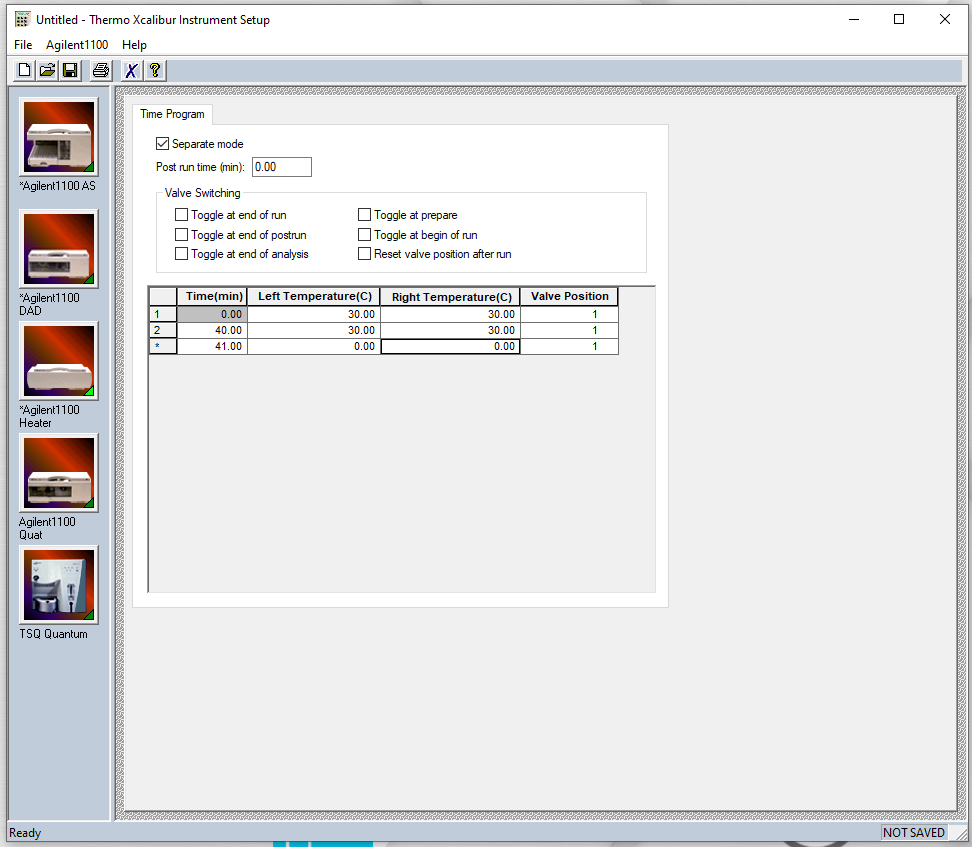 Untitled - Thermo Xcalibur Instrument Setup
File Agilent1100 Help
*Agilent1100 AS
*Agilent1100
DAD
*Agilent1100
Heater
Agilent1100
Quat
TSQ Quantum
Time Program
Separate mode
Post run time (min): 0.00
Valve Switching
Toggle at end of run Toggle at prepare
Toggle at end of postrun Toggle at begin of run
Toggle at end of analysis Reset valve position after run
Time(min) Left Temperature(C) Right Temperature(C) Valve Position
1 0.00 30.00 30.00 1
2 40.00 30.00 30.00 1
* 41.00 0.00 0.00 1
Ready NOT SAVED